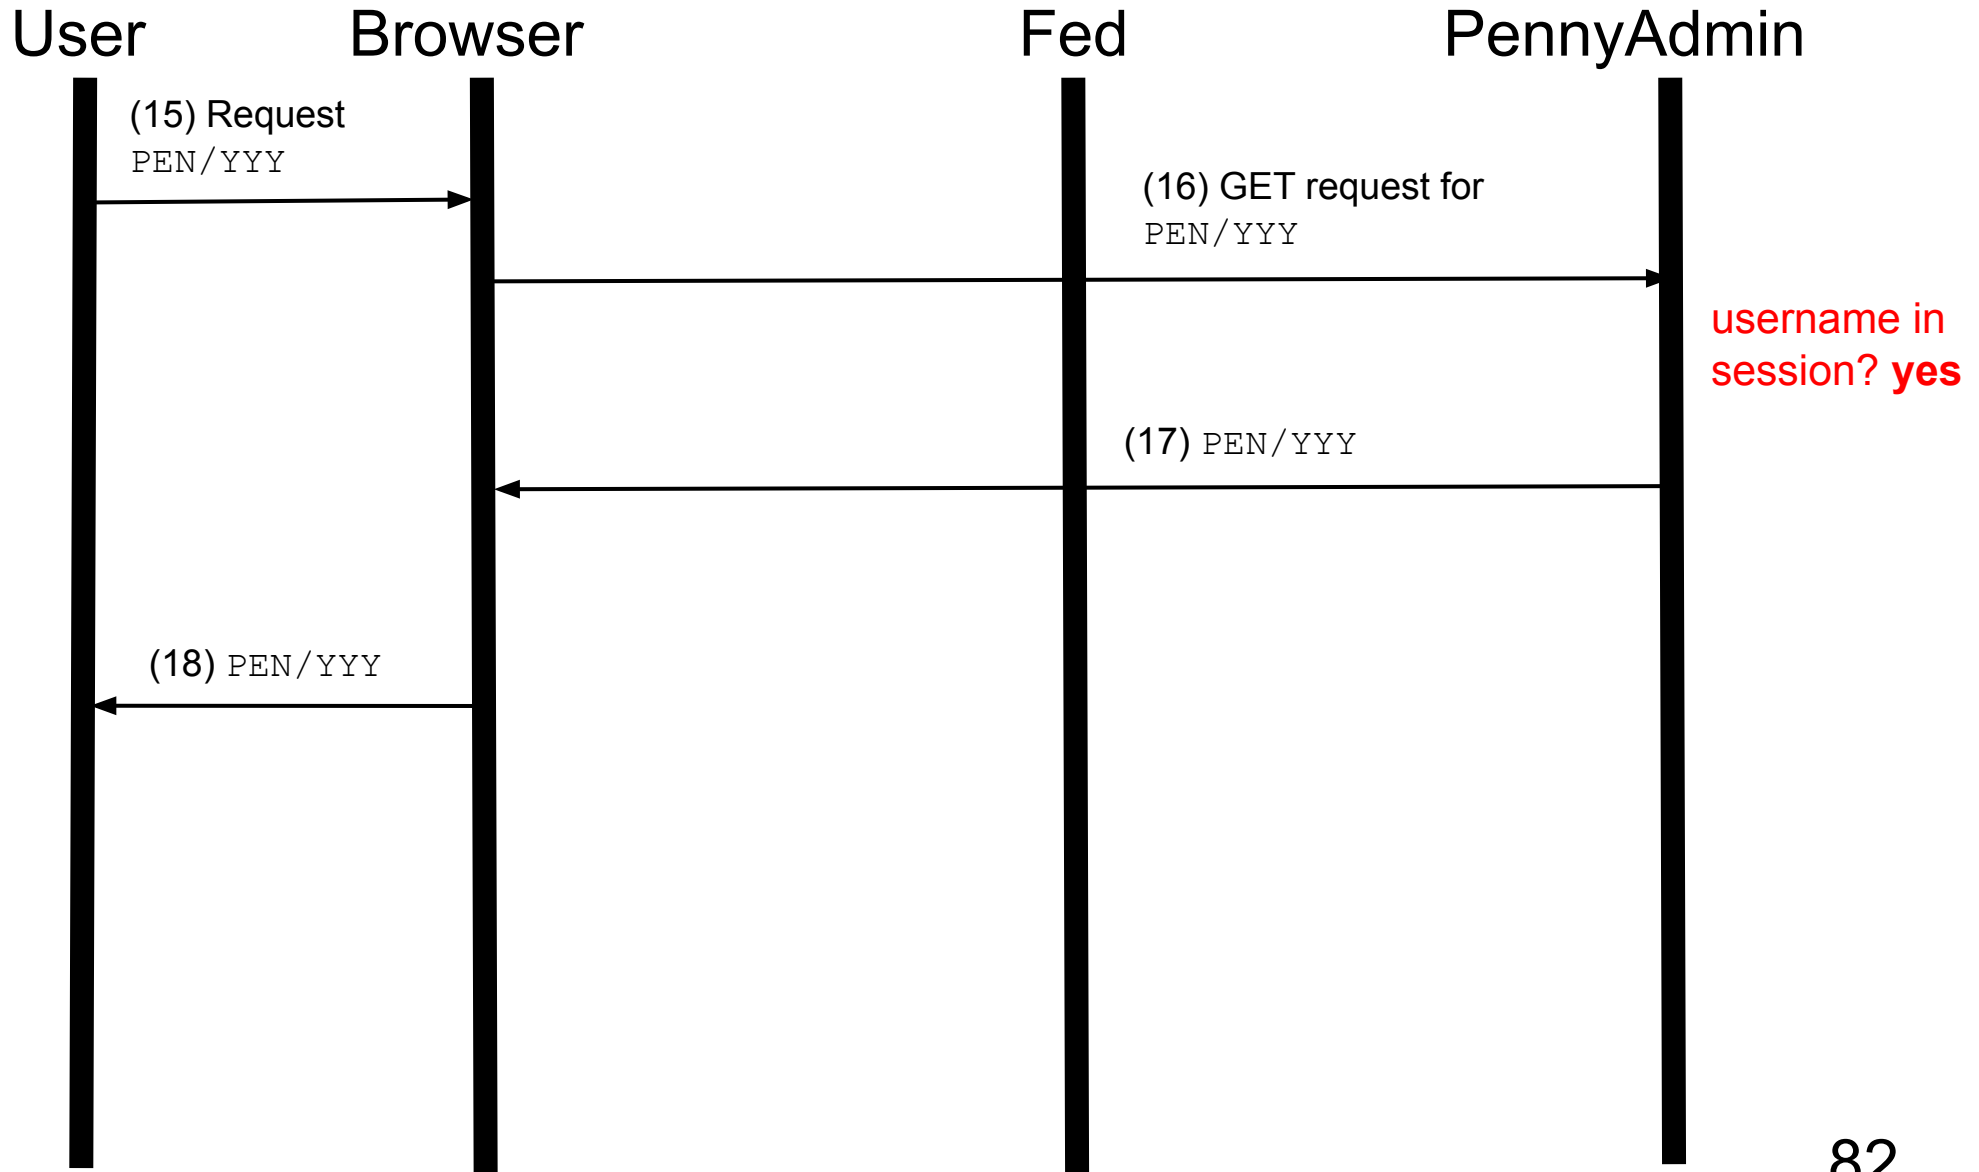 User
Browser
Fed
PennyAdmin
(15) Request
PEN/YYY
(16) GET request for
PEN/YYY
username in
session? yes
(17) PEN/YYY
(18) PEN/YYY
82